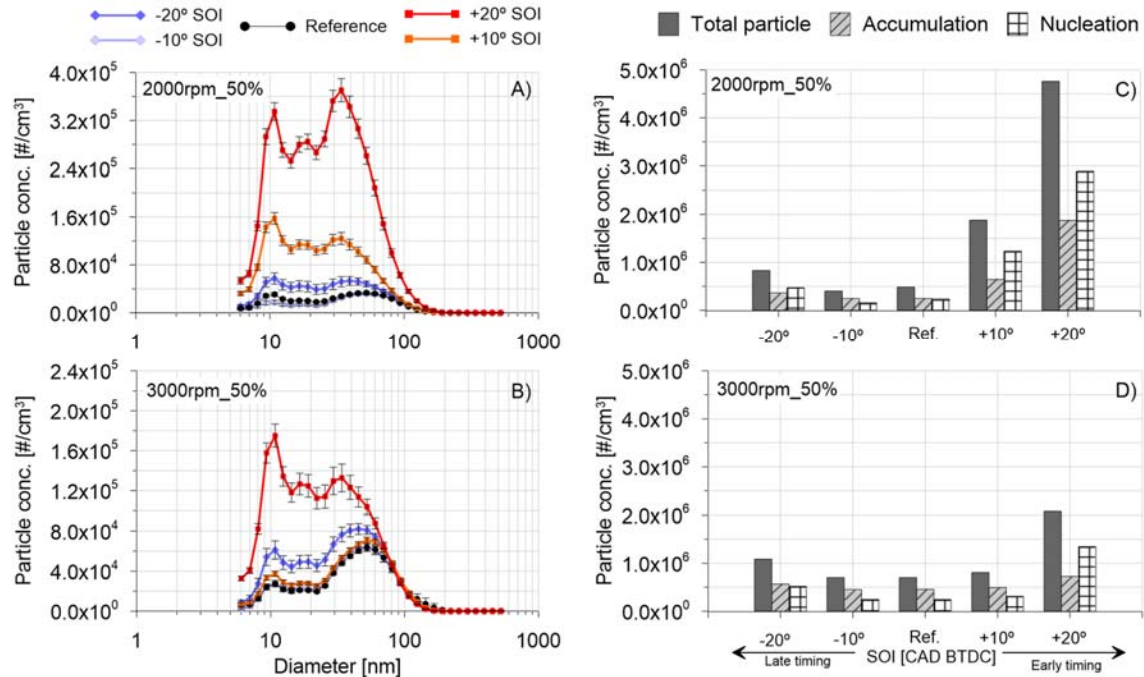 -20º SOI
-10º SOI
Reference
+20º SOI
+10º SOI
Total particle
Accumulation
Nucleation
2000rpm_50%
A)
Particle conc. [#/cm³]
4.0x10⁵
3.2x10⁵
2.4x10⁵
1.6x10⁵
8.0x10⁴
0.0x10⁰
1 10 100 1000
2000rpm_50%
C)
Particle conc. [#/cm³]
5.0x10⁶
4.0x10⁶
3.0x10⁶
2.0x10⁶
1.0x10⁶
0.0x10⁰
-20º -10º Ref. +10º +20º
3000rpm_50%
B)
Particle conc. [#/cm³]
2.4x10⁵
2.0x10⁵
1.6x10⁵
1.2x10⁵
8.0x10⁴
4.0x10⁴
0.0x10⁰
1 10 100 1000
Diameter [nm]
3000rpm_50%
D)
Particle conc. [#/cm³]
5.0x10⁶
4.0x10⁶
3.0x10⁶
2.0x10⁶
1.0x10⁶
0.0x10⁰
-20º -10º Ref. +10º +20º
Late timing SOI [CAD BTDC] Early timing